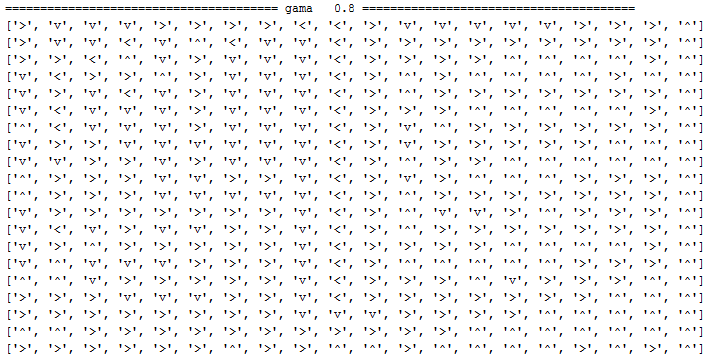 ======================================= gama   0.8 =======================================
['>', 'v', 'v', 'v', '>', '>', '>', '>', '<', '<', '>', 'v', 'v', 'v', 'v', 'v', '>', '>', '>', '^']
['>', 'v', 'v', '<', 'v', '^', '<', 'v', 'v', '<', '>', '>', '>', '>', '>', '>', '>', '>', '>', '^']
['>', '>', '<', '^', 'v', '>', 'v', 'v', 'v', '<', '>', '>', '>', '>', '^', '^', '^', '^', '>', '^']
['v', '<', '>', '>', '^', '>', 'v', 'v', 'v', '<', '>', '^', '>', '^', '^', '^', '^', '>', '^', '^']
['v', '>', 'v', '<', 'v', '>', 'v', 'v', 'v', '<', '>', '>', '>', '>', '>', '>', '>', '>', '>', '^']
['v', '<', 'v', 'v', 'v', '>', 'v', 'v', 'v', '<', '>', '>', '>', '^', '^', '^', '^', '^', '>', '^']
['^', '<', 'v', 'v', '>', 'v', 'v', 'v', 'v', '<', '>', 'v', '^', '>', '>', '>', '>', '>', '>', '^']
['v', '>', '>', '>', 'v', '>', 'v', 'v', 'v', '<', '>', '>', '>', '>', '>', '>', '>', '^', '^', '^']
['v', 'v', '>', '>', 'v', '>', 'v', 'v', 'v', '<', '>', '^', '>', '^', '^', '^', '^', '^', '^', '^']
['^', '>', '>', '>', 'v', 'v', '>', '>', 'v', '<', '>', 'v', '>', '^', '^', '^', '>', '>', '>', '^']
['^', '>', '>', '>', 'v', 'v', 'v', 'v', 'v', '<', '>', '^', '>', '>', '>', '>', '>', '>', '>', '^']
['v', '>', '>', '>', '>', '>', '>', '>', 'v', '<', '>', '^', 'v', 'v', '>', '^', '>', '>', '>', '^']
['v', '<', 'v', '>', 'v', '>', '>', '>', 'v', '<', '>', '^', '^', '^', '>', '^', '>', '>', '>', '^']
['v', '>', '^', '>', '>', '>', '>', '>', 'v', '<', '>', '>', '>', '>', '^', '^', '^', '^', '>', '^']
['v', '^', 'v', 'v', 'v', '>', '>', '>', 'v', '<', '>', '^', '^', '^', '^', '^', '>', '>', '>', '^']
['^', '^', 'v', '>', '>', '>', '>', '>', 'v', '<', '>', '^', '>', '^', 'v', '>', '>', '>', '>', '^']
['>', '>', '>', 'v', 'v', 'v', '>', '>', 'v', '<', '>', '>', '>', '>', '>', '>', '^', '^', '^', '^']
['>', '>', '>', '>', '>', '>', '>', '>', 'v', 'v', 'v', '>', '>', '>', '>', '>', '>', '^', '^', '^']
['^', '^', '>', '>', '>', '>', '>', '>', '>', '>', '>', '>', '>', '^', '^', '^', '>', '>', '>', '^']
['>', '>', '>', '>', '>', '>', '^', '>', '>', '^', '>', '>', '^', '^', '^', '^', '^', '>', '>', '^']